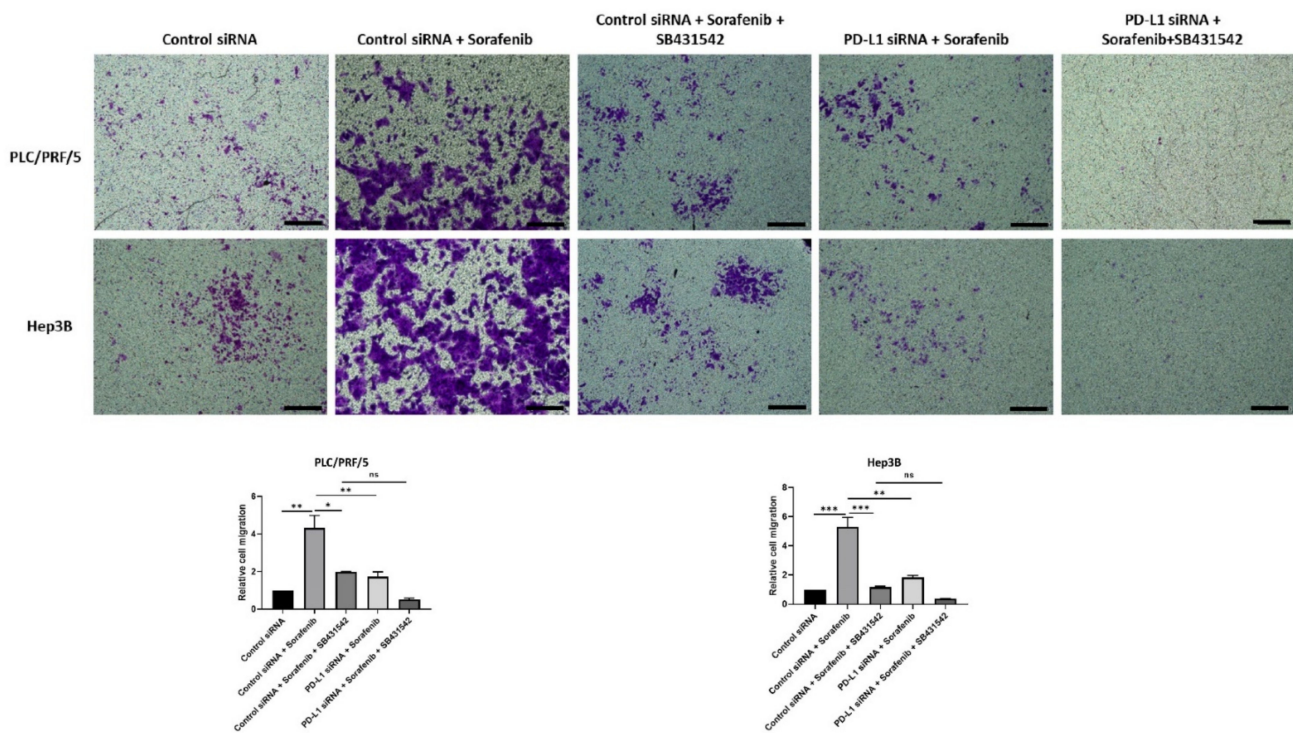 Control siRNA
Control siRNA + Sorafenib
Control siRNA + Sorafenib +
SB431542
PD-L1 siRNA + Sorafenib
PD-L1 siRNA +
Sorafenib+SB431542
PLC/PRF/5
Hep3B
PLC/PRF/5
ns
**
** *
Relative cell migration
6
4
2
0
Control siRNA
Control siRNA + Sorafenib
Control siRNA + Sorafenib + SB431542
PD-L1 siRNA + Sorafenib
PD-L1 siRNA + Sorafenib + SB431542
Hep3B
ns
**
*** ***
Relative cell migration
8
6
4
2
0
Control siRNA
Control siRNA + Sorafenib
Control siRNA + Sorafenib + SB431542
PD-L1 siRNA + Sorafenib
PD-L1 siRNA + Sorafenib + SB431542